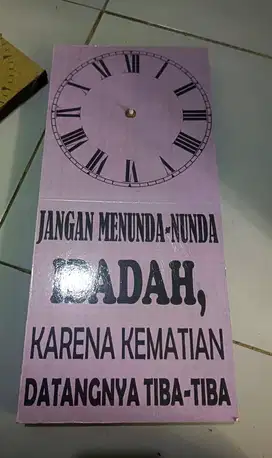 XII
I
II
III
IIII
V
VI
VII
VIII
IX
X
XI
JANGAN MENUNDA-NUNDA
IBADAH,
KARENA KEMATIAN
DATANGNYA TIBA-TIBA